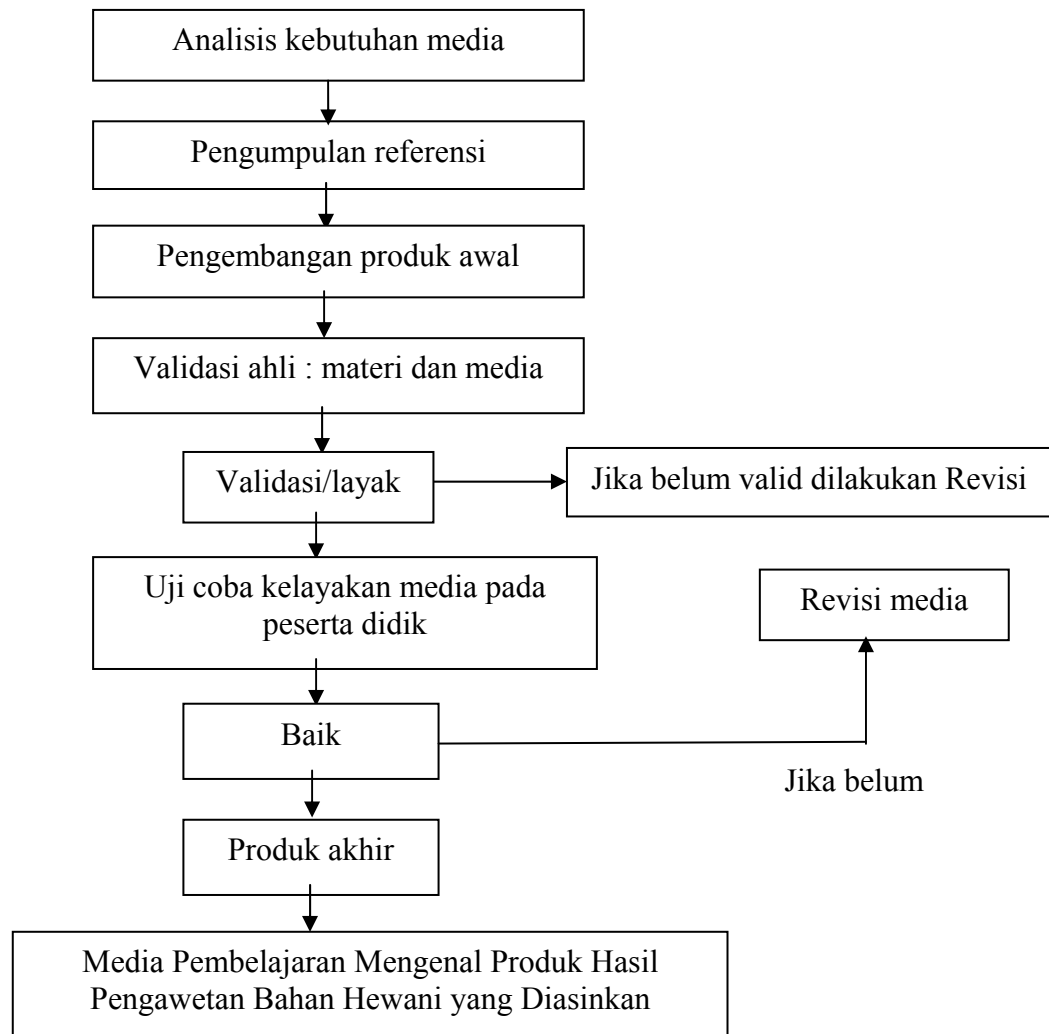 Analisis kebutuhan media
Pengumpulan referensi
Pengembangan produk awal
Validasi ahli : materi dan media
Validasi/layak
Jika belum valid dilakukan Revisi
Uji coba kelayakan media pada
peserta didik
Revisi media
Baik
Jika belum
Produk akhir
Media Pembelajaran Mengenal Produk Hasil
Pengawetan Bahan Hewani yang Diasinkan